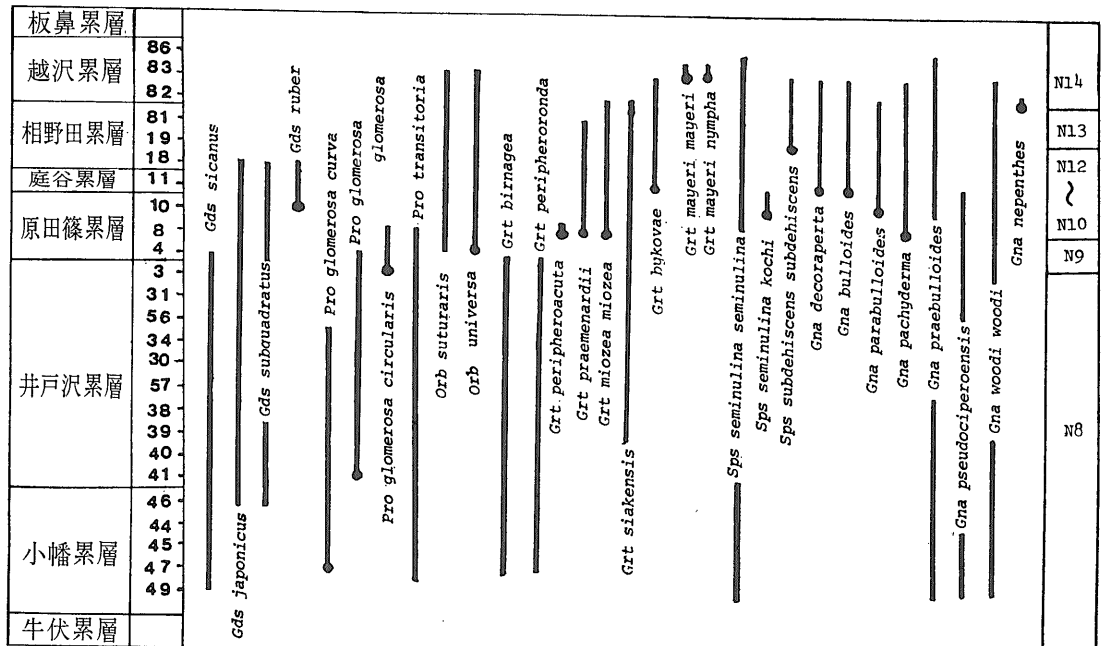 板鼻累層
越沢累層
相野田累層
庭谷累層
原田篠累層
井戸沢累層
小幡累層
牛伏累層
86
83
82
81
19
18
11
10
8
4
3
31
56
34
30
57
38
39
40
41
46
44
45
47
49
Gds sicanus
Gds japonicus
Gds subquadratus
Gds ruber
Pro glomerosa curva
Pro glomerosa glomerosa
Pro glomerosa circularis
Pro transitoria
Orb suturaris
Orb universa
Grt birnagea
Grt peripheroronda
Grt peripheroacuta
Grt praemenardii
Grt miozea miozea
Grt siakensis
Grt bykovae
Grt mayeri mayeri
Grt mayeri nympha
Sps seminulina seminulina
Sps seminulina kochi
Sps subdehiscens subdehiscens
Gna decoraperta
Gna bulloides
Gna parabulloides
Gna pachyderma
Gna praebulloides
Gna pseudociperoensis
Gna woodi woodi
Gna nepenthes
N14
N13
N12
~
N10
N9
N8